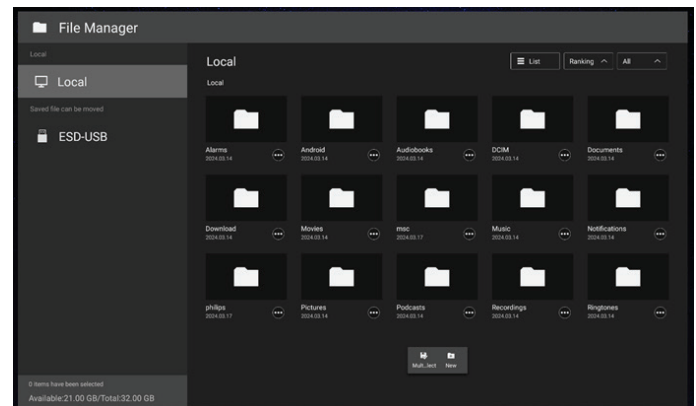 File Manager
Local
Local
Saved file can be moved
ESD-USB
0 items have been selected
Available:21.00 GB/Total:32.00 GB
Local
List
Ranking
All
Local
Alarms
2024.03.14
Android
2024.03.14
Audiobooks
2024.03.14
DCIM
2024.03.14
Documents
2024.03.14
Download
2024.03.14
Movies
2024.03.14
msc
2024.03.17
Music
2024.03.14
Notifications
2024.03.14
philips
2024.03.17
Pictures
2024.03.14
Podcasts
2024.03.14
Recordings
2024.03.14
Ringtones
2024.03.14
Mult...lect
New